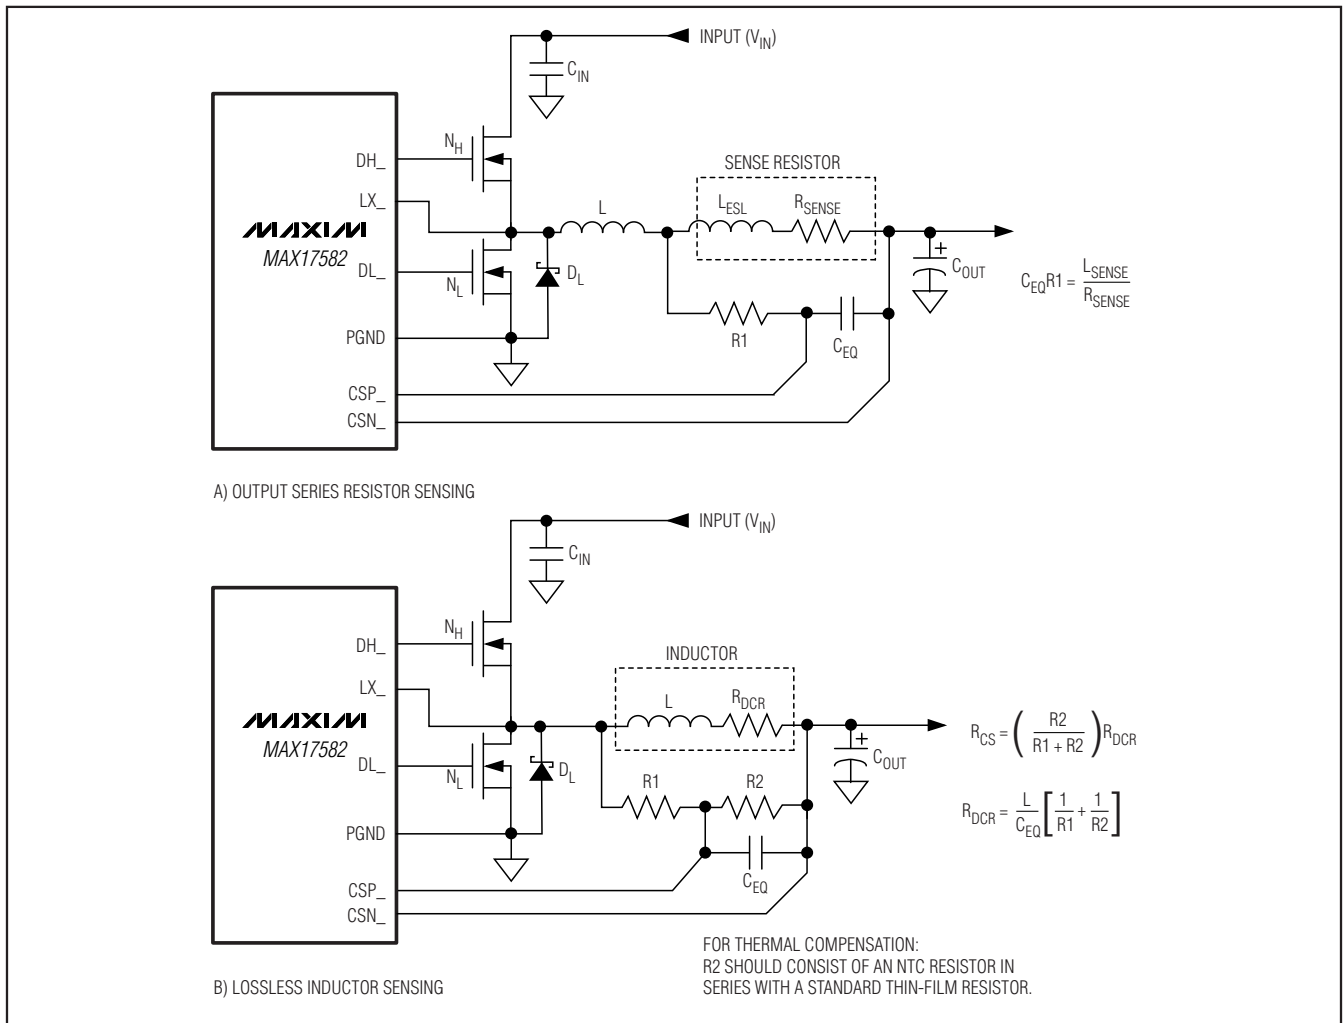 INPUT (VIN)
CIN
NH
DH_
SENSE RESISTOR
LX_
L
LESL
RSENSE
MAXIM
MAX17582
DL_
NL
DL
+
COUT
CEQR1 = LSENSE / RSENSE
PGND
R1
CEQ
CSP_
CSN_
A) OUTPUT SERIES RESISTOR SENSING
INPUT (VIN)
CIN
NH
DH_
INDUCTOR
LX_
L
RDCR
MAXIM
MAX17582
RCS = ( R2 / R1 + R2 ) RDCR
DL_
NL
DL
+
COUT
R1
R2
RDCR = L / CEQ [ 1 / R1 + 1 / R2 ]
PGND
CEQ
CSP_
CSN_
FOR THERMAL COMPENSATION:
R2 SHOULD CONSIST OF AN NTC RESISTOR IN
SERIES WITH A STANDARD THIN-FILM RESISTOR.
B) LOSSLESS INDUCTOR SENSING